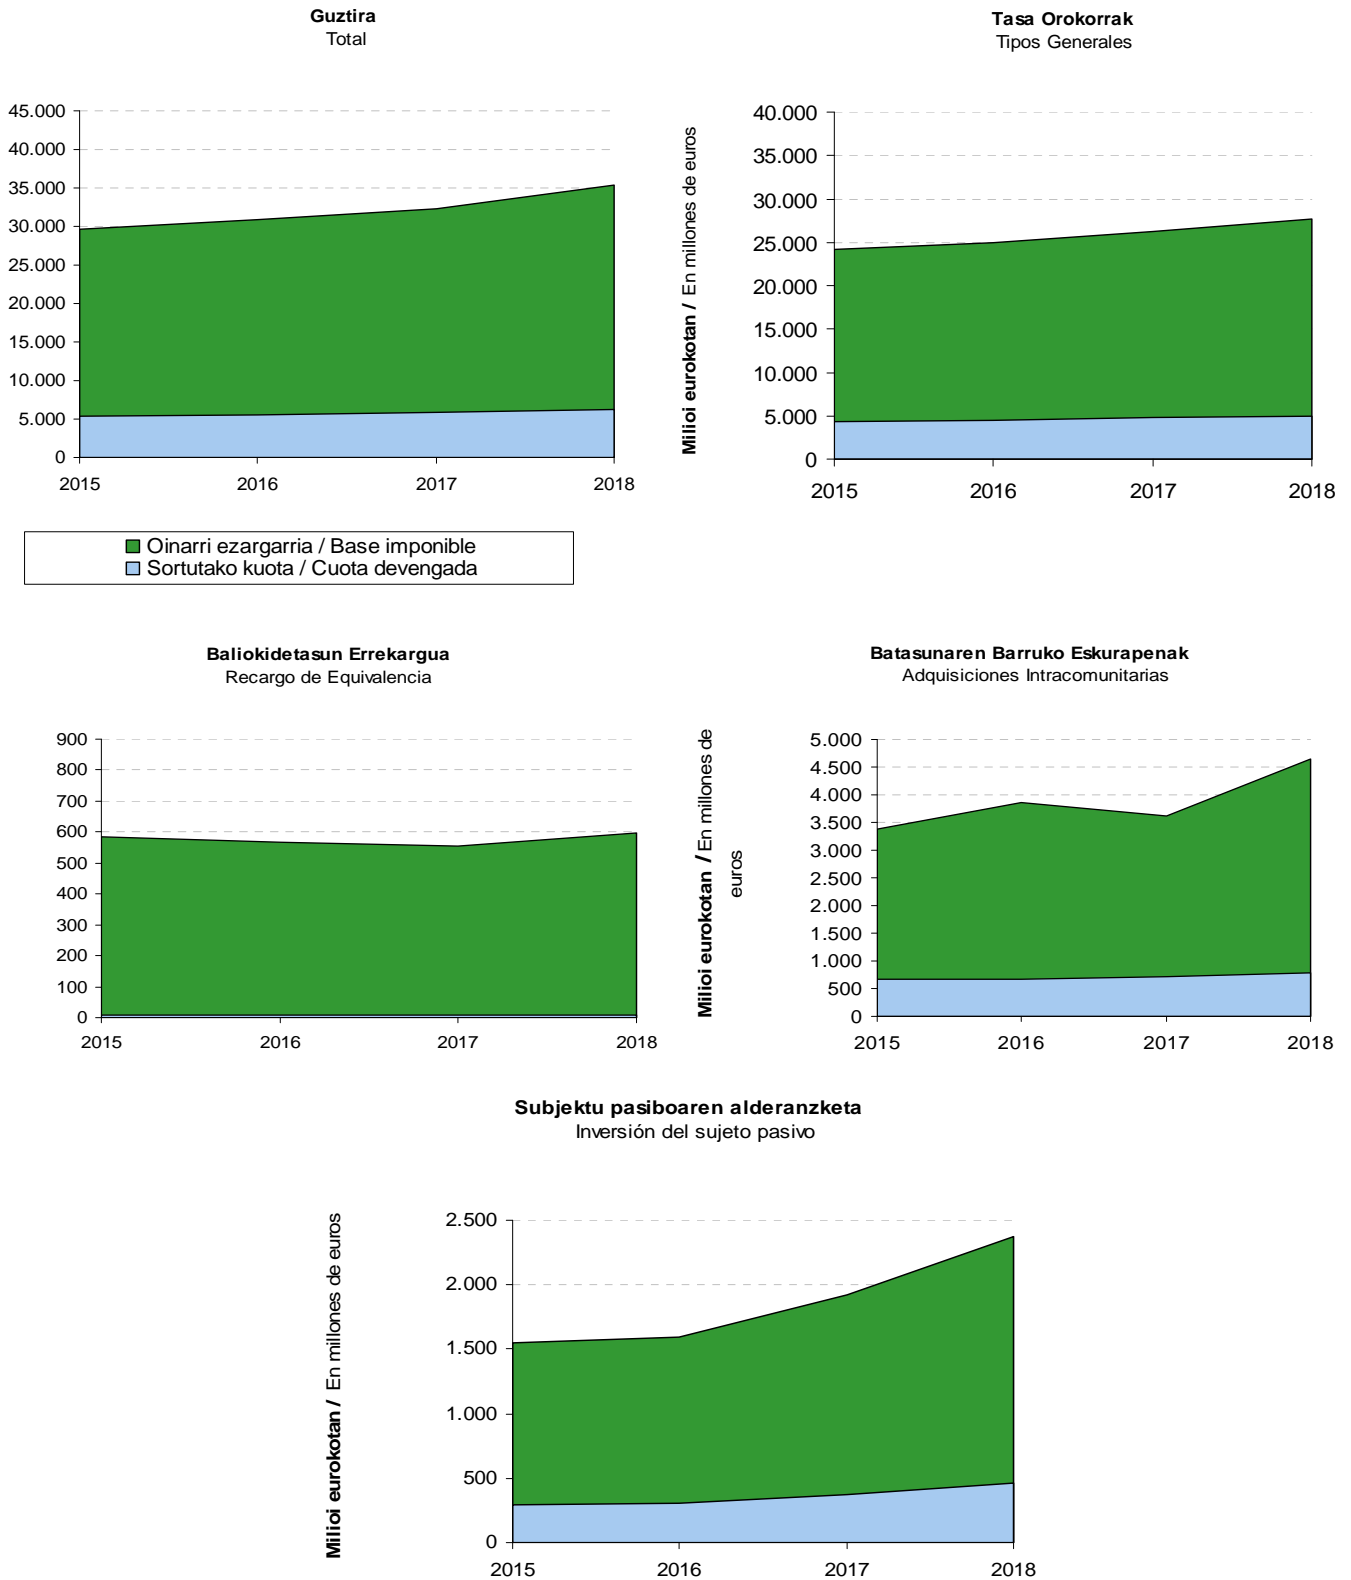 Guztira
Total
45.000
40.000
35.000
30.000
25.000
20.000
15.000
10.000
5.000
0
2015 2016 2017 2018
Tasa Orokorrak
Tipos Generales
Milioi eurokotan / En millones de euros
40.000
35.000
30.000
25.000
20.000
15.000
10.000
5.000
0
2015 2016 2017 2018
Oinarri ezargarria / Base imponible
Sortutako kuota / Cuota devengada
Baliokidetasun Errekargua
Recargo de Equivalencia
900
800
700
600
500
400
300
200
100
0
2015 2016 2017 2018
Batasunaren Barruko Eskurapenak
Adquisiciones Intracomunitarias
Milioi eurokotan / En millones de
euros
5.000
4.500
4.000
3.500
3.000
2.500
2.000
1.500
1.000
500
0
2015 2016 2017 2018
Subjektu pasiboaren alderanzketa
Inversión del sujeto pasivo
Milioi eurokotan / En millones de euros
2.500
2.000
1.500
1.000
500
0
2015 2016 2017 2018